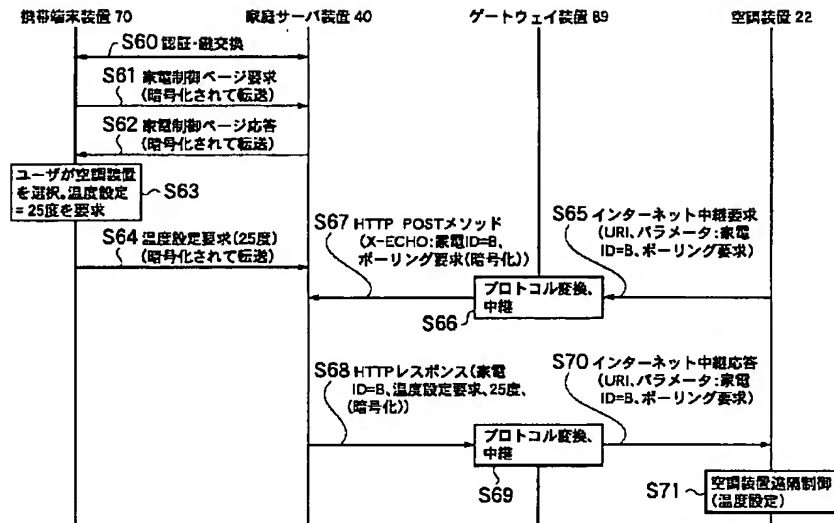 携帯端末装置 70
家庭サーバ装置 40
ゲートウェイ装置 89
空調装置 22
S60 認証・鍵交換
S61 家電制御ページ要求
(暗号化されて転送)
S62 家電制御ページ応答
(暗号化されて転送)
ユーザが空調装置
を選択、温度設定
=25度を要求
S63
S64 温度設定要求(25度)
(暗号化されて転送)
S67 HTTP POSTメソッド
(X-ECHO:家電ID=B、
ポーリング要求(暗号化))
S65 インターネット中継要求
(URI、パラメータ:家電
ID=B、ポーリング要求)
プロトコル変換、
中継
S66
S68 HTTPレスポンス(家電
ID=B、温度設定要求、25度、
(暗号化))
S70 インターネット中継応答
(URI、パラメータ:家電
ID=B、ポーリング要求)
プロトコル変換、
中継
S69
S71
空調装置遠隔制御
(温度設定)